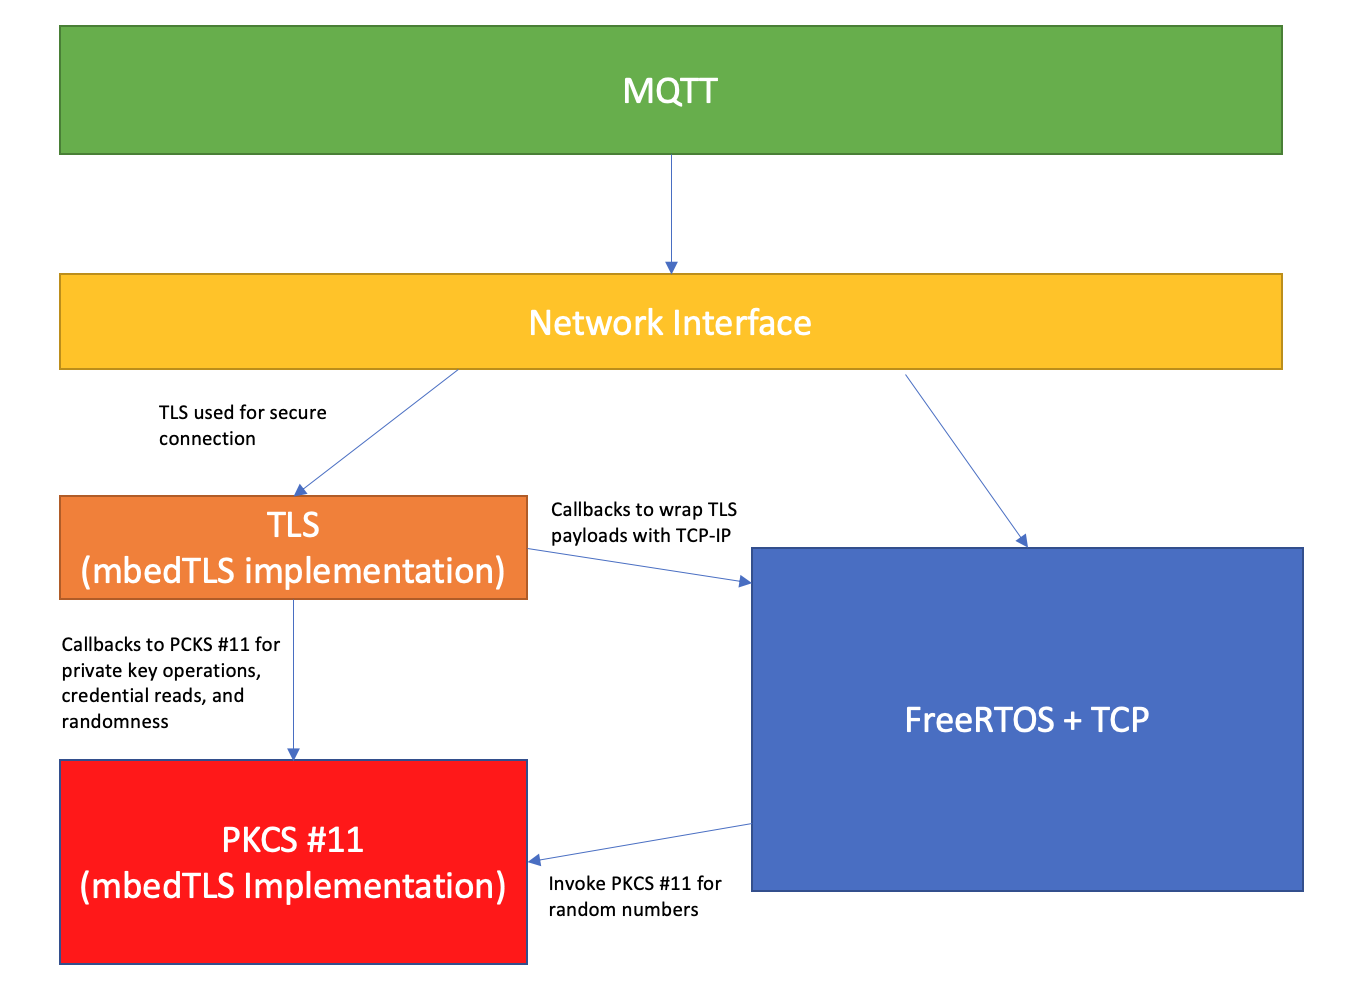 MQTT
Network Interface
TLS used for secure
connection
TLS
(mbedTLS implementation)
Callbacks to wrap TLS
payloads with TCP-IP
Callbacks to PCKS #11 for
private key operations,
credential reads, and
randomness
FreeRTOS + TCP
PKCS #11
(mbedTLS Implementation)
Invoke PKCS #11 for
random numbers